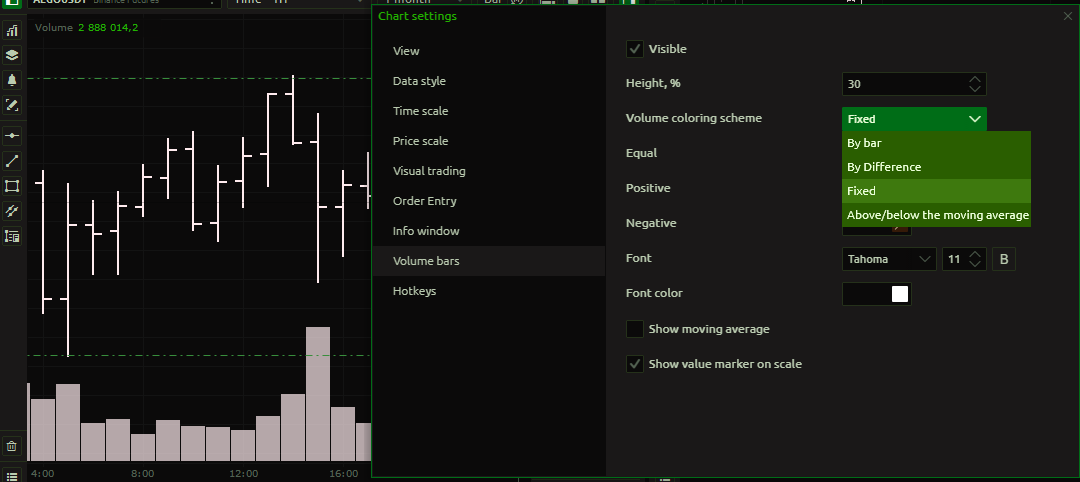 Volume 2 888 014,2
4:00 8:00 12:00 16:00
Chart settings
View
Data style
Time scale
Price scale
Visual trading
Order Entry
Info window
Volume bars
Hotkeys
Visible
Height, % 30
Volume coloring scheme Fixed
By bar
By Difference
Fixed
Above/below the moving average
Equal
Positive
Negative
Font Tahoma 11 B
Font color
Show moving average
Show value marker on scale